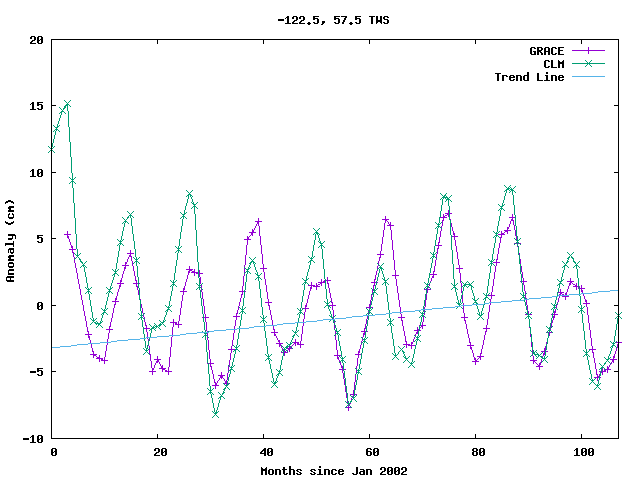 -122.5, 57.5 TWS
GRACE
CLM
Trend Line
20
15
10
5
0
-5
-10
Anomaly (cm)
0 20 40 60 80 100
Months since Jan 2002